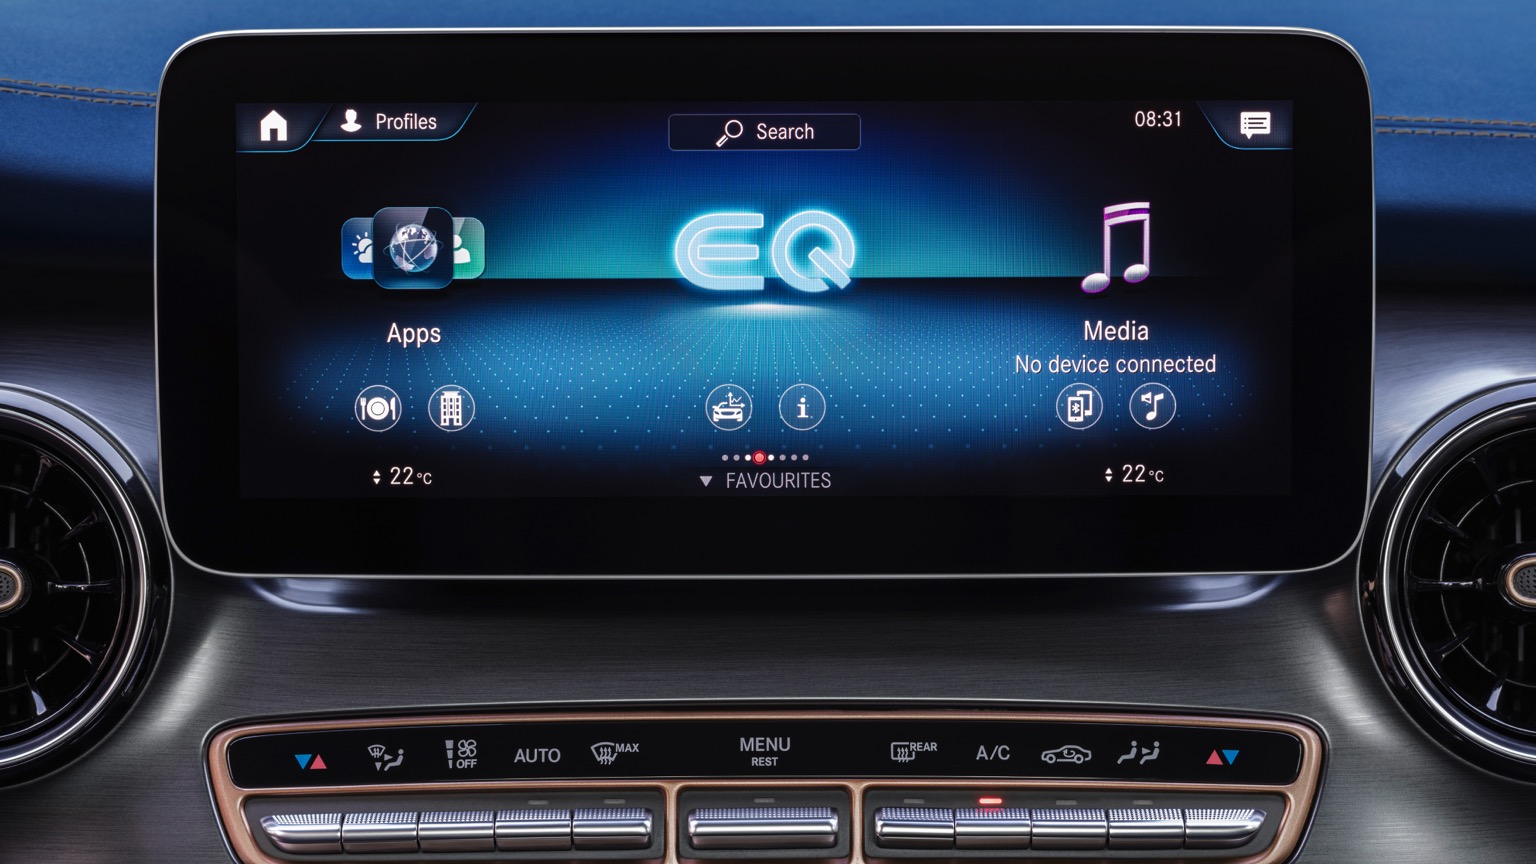 Profiles
Search
08:31
EQ
Apps
Media
No device connected
22°C
FAVOURITES
22°C
OFF
AUTO
MAX
MENU
REST
REAR
A/C